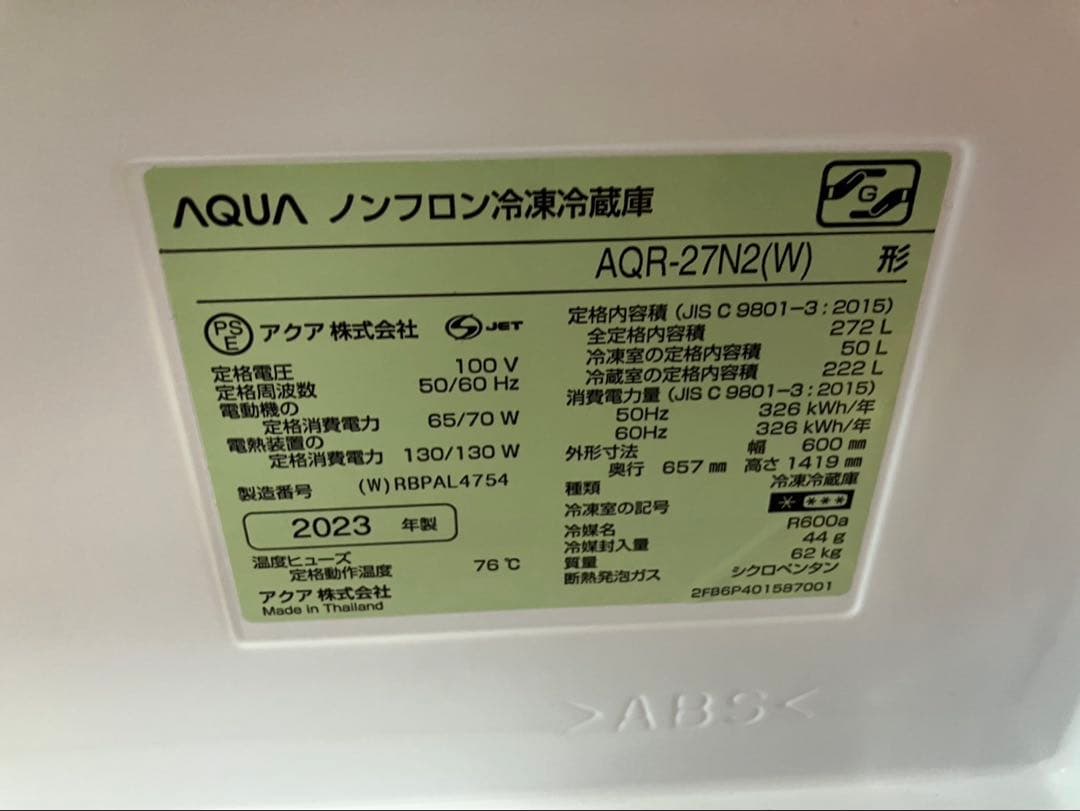 AQUA ノンフロン冷凍冷蔵庫
G
AQR-27N2(W) 形
PS
E
アクア 株式会社
JET
定格電圧 100 V
定格周波数 50/60 Hz
電動機の
定格消費電力 65/70 W
電熱装置の
定格消費電力 130/130 W
製造番号 (W)RBPAL4754
2023 年製
温度ヒューズ
定格動作温度 76 ℃
アクア 株式会社
Made in Thailand
定格内容積 (JIS C 9801-3 : 2015)
全定格内容積 272 L
冷凍室の定格内容積 50 L
冷蔵室の定格内容積 222 L
消費電力量 (JIS C 9801-3 : 2015)
50Hz 326 kWh/年
60Hz 326 kWh/年
外形寸法 幅 600 mm
奥行 657 mm 高さ 1419 mm
種類 冷凍冷蔵庫
冷凍室の記号 * ***
冷媒名 R600a
冷媒封入量 44 g
質量 62 kg
断熱発泡ガス シクロペンタン
2FB6P401587001
>ABS<